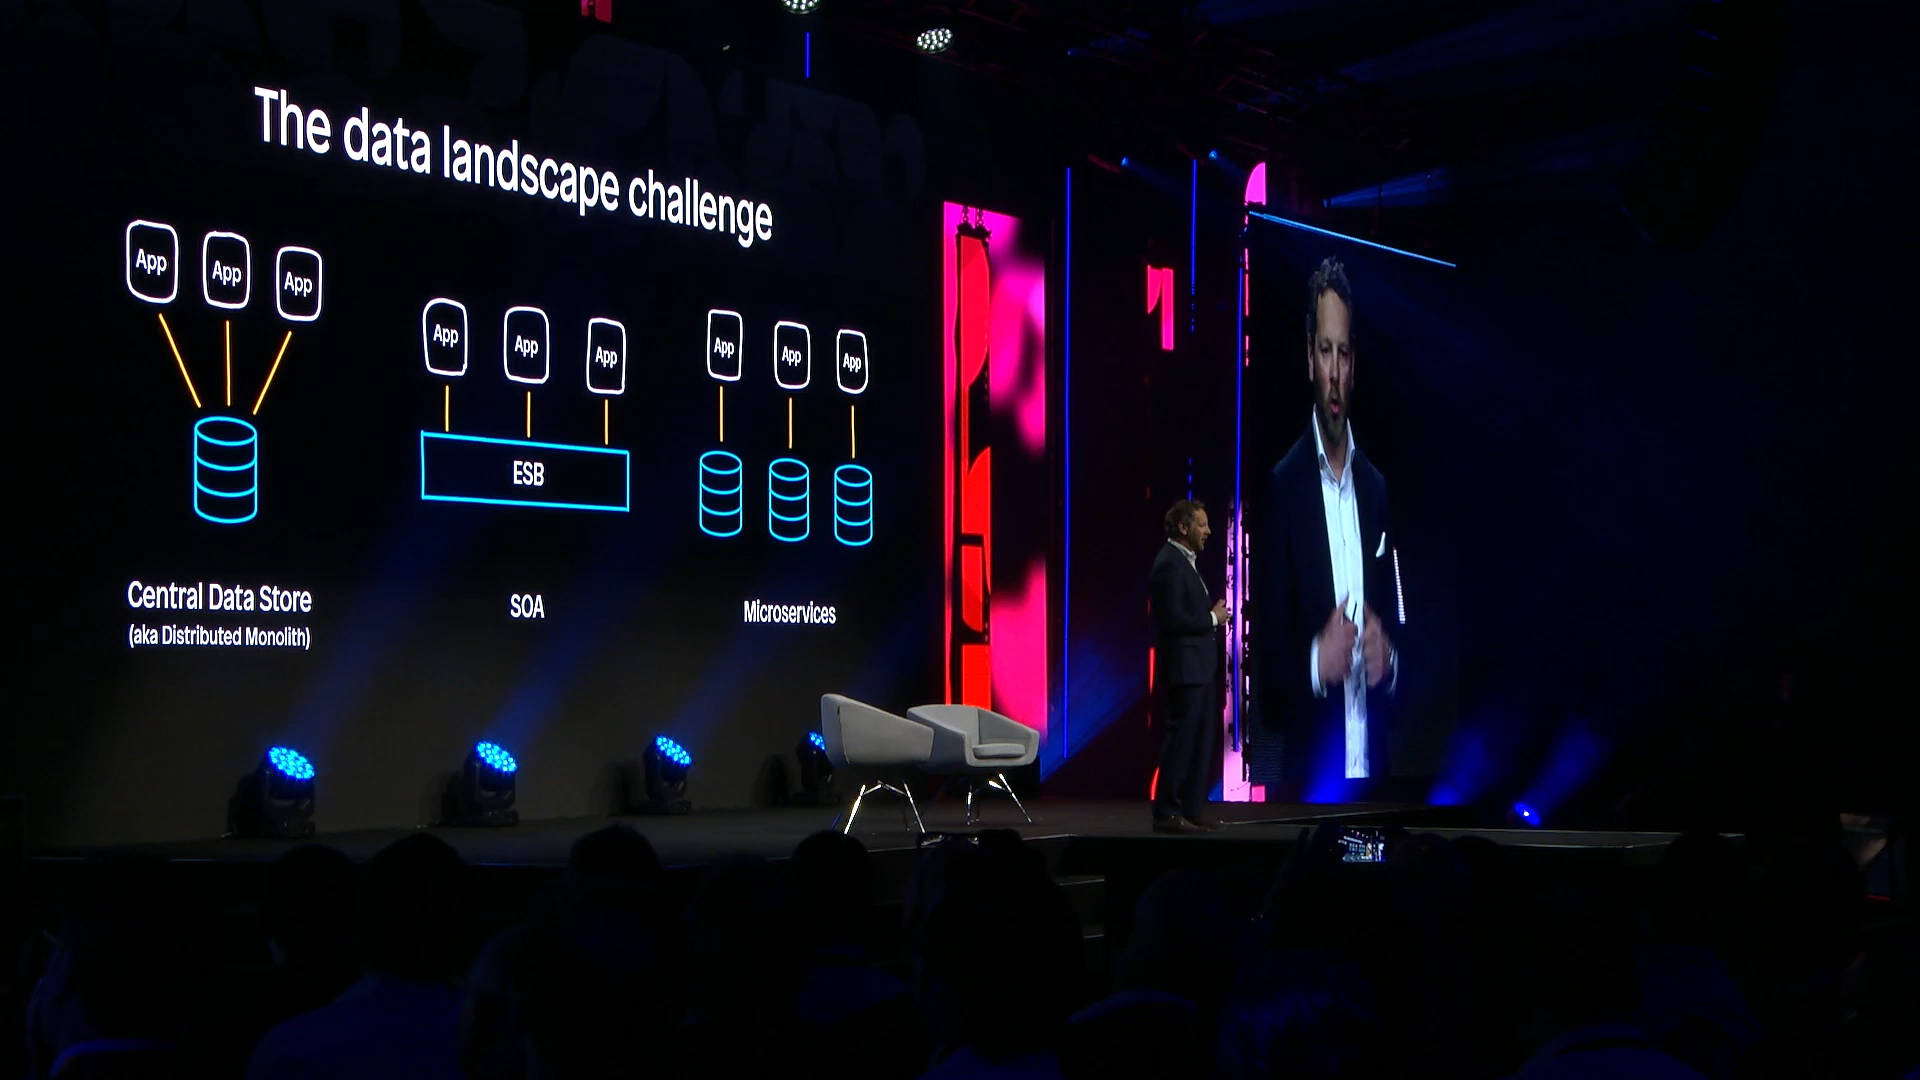 The data landscape challenge
App
App
App
App
App
App
App
App
App
ESB
Central Data Store
(aka Distributed Monolith)
SOA
Microservices